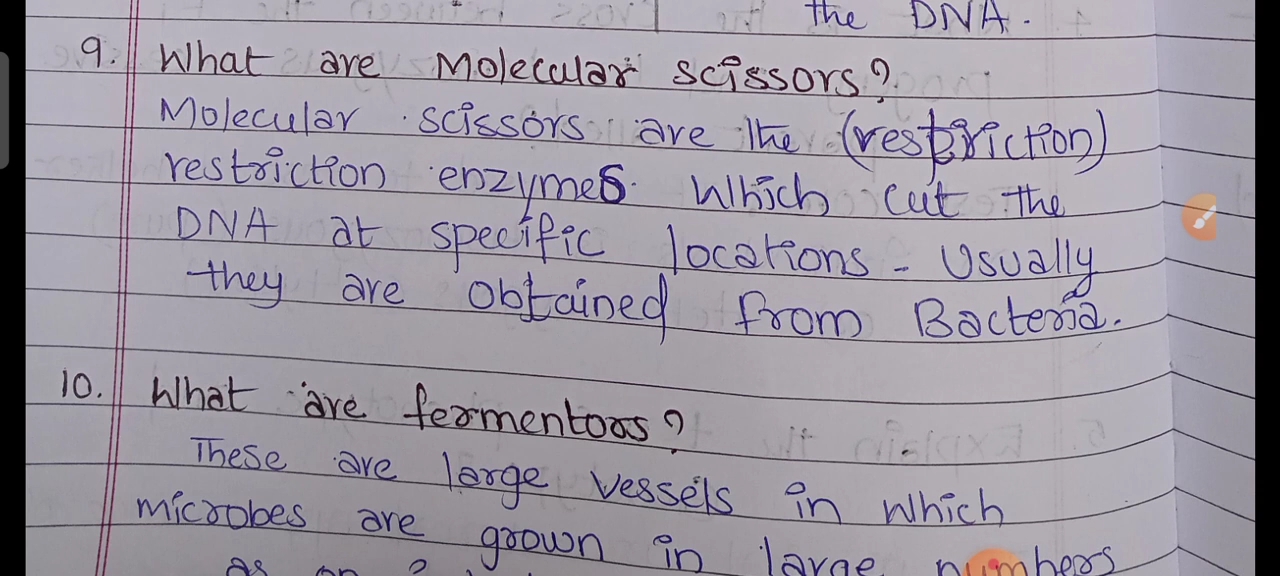 the DNA.
9. What are Molecular scissors?
Molecular scissors are the (restriction)
restriction enzymes which cut the
DNA at specific locations. Usually
they are obtained from Bacteria.
10. What are fermentors?
These are large vessels in which
microbes are grown in large numbers
as an